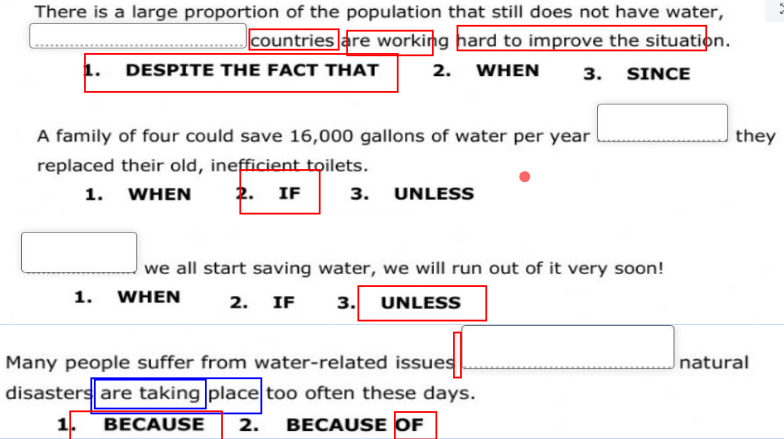 There is a large proportion of the population that still does not have water,
countries are working hard to improve the situation.
1. DESPITE THE FACT THAT 2. WHEN 3. SINCE
A family of four could save 16,000 gallons of water per year they
replaced their old, inefficient toilets.
1. WHEN 2. IF 3. UNLESS
we all start saving water, we will run out of it very soon!
1. WHEN 2. IF 3. UNLESS
Many people suffer from water-related issues natural
disasters are taking place too often these days.
1. BECAUSE 2. BECAUSE OF